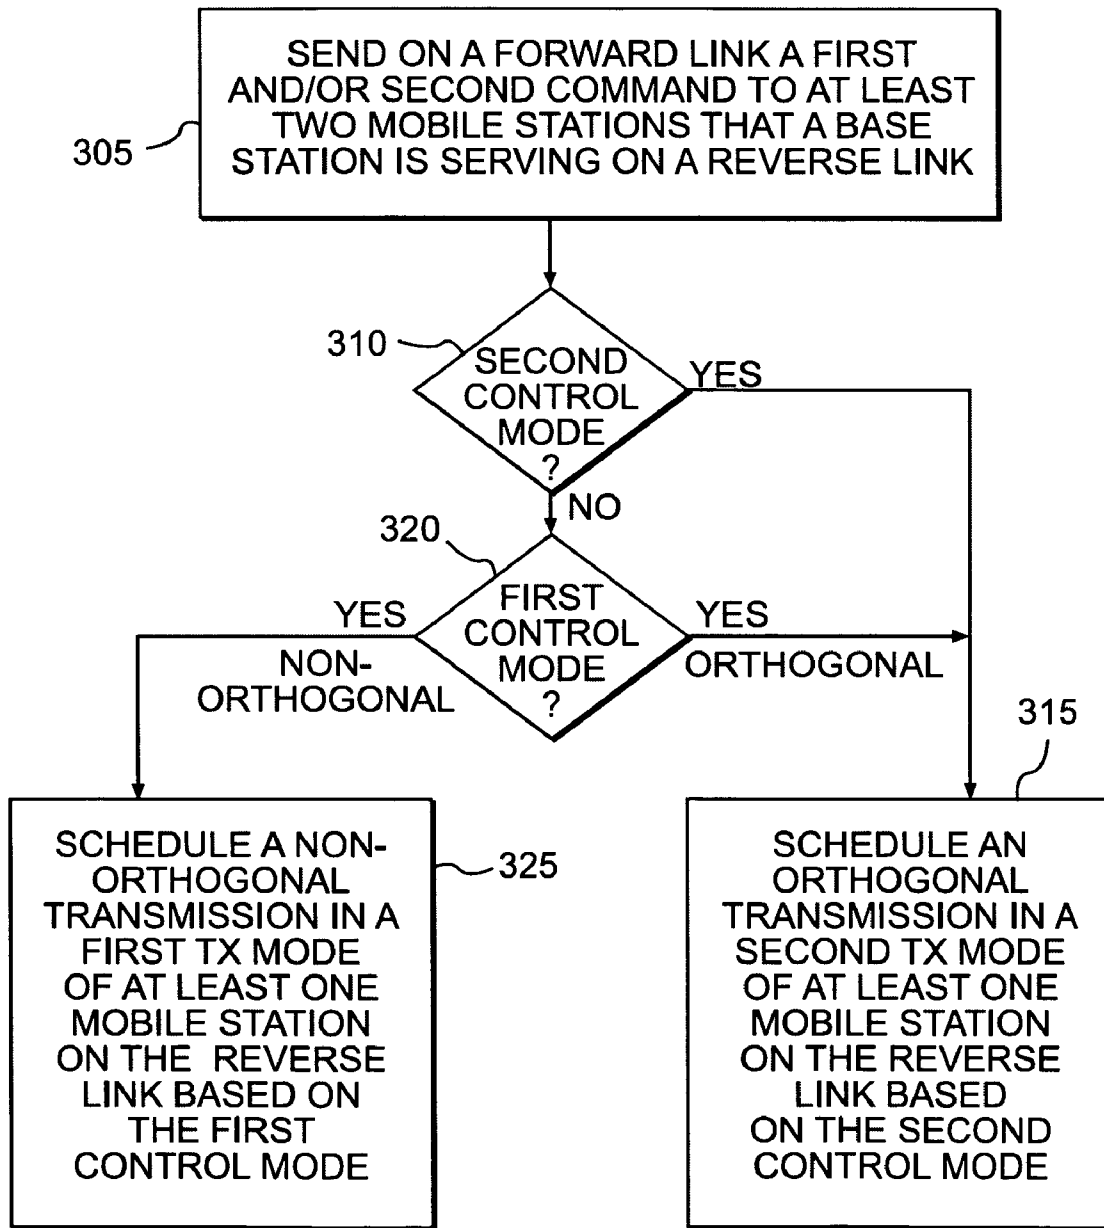 SEND ON A FORWARD LINK A FIRST
AND/OR SECOND COMMAND TO AT LEAST
TWO MOBILE STATIONS THAT A BASE
STATION IS SERVING ON A REVERSE LINK
305
310
SECOND
CONTROL
MODE
?
YES
NO
320
FIRST
CONTROL
MODE
?
YES
NON-
ORTHOGONAL
YES
ORTHOGONAL
315
SCHEDULE A NON-
ORTHOGONAL
TRANSMISSION IN A
FIRST TX MODE
OF AT LEAST ONE
MOBILE STATION
ON THE REVERSE
LINK BASED ON
THE FIRST
CONTROL MODE
325
SCHEDULE AN
ORTHOGONAL
TRANSMISSION IN A
SECOND TX MODE
OF AT LEAST ONE
MOBILE STATION
ON THE REVERSE
LINK BASED
ON THE SECOND
CONTROL MODE